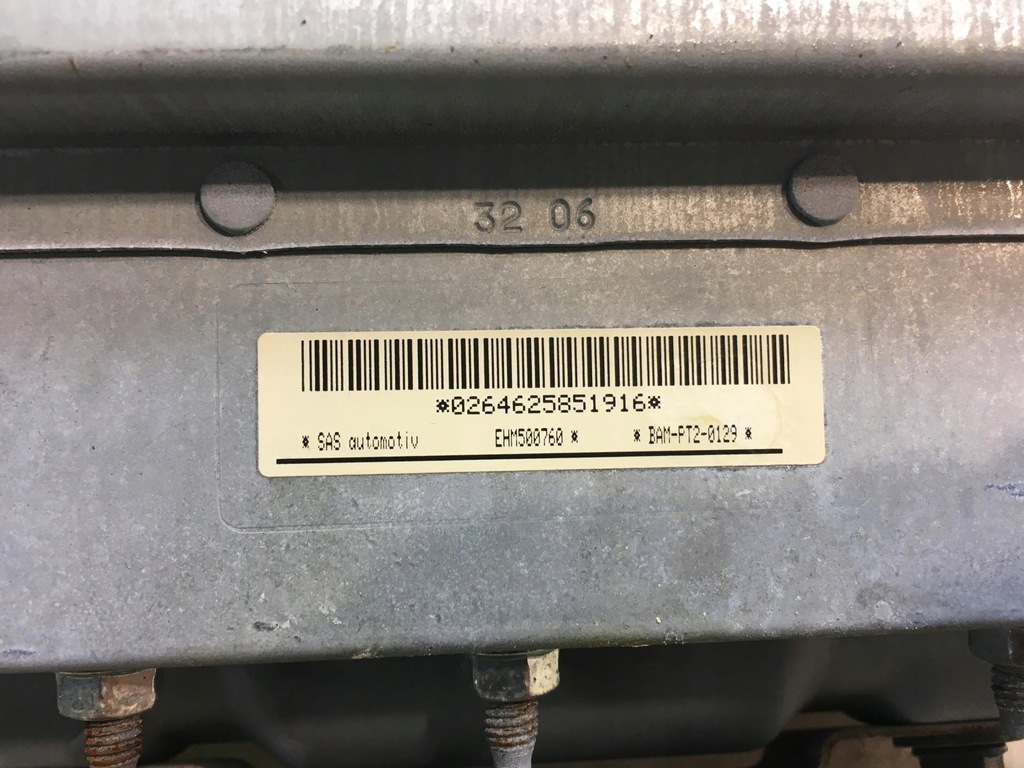 32 06
*0264625851916*
* SAS automotiv EHM500760 * * BAM-PT2-0129 *